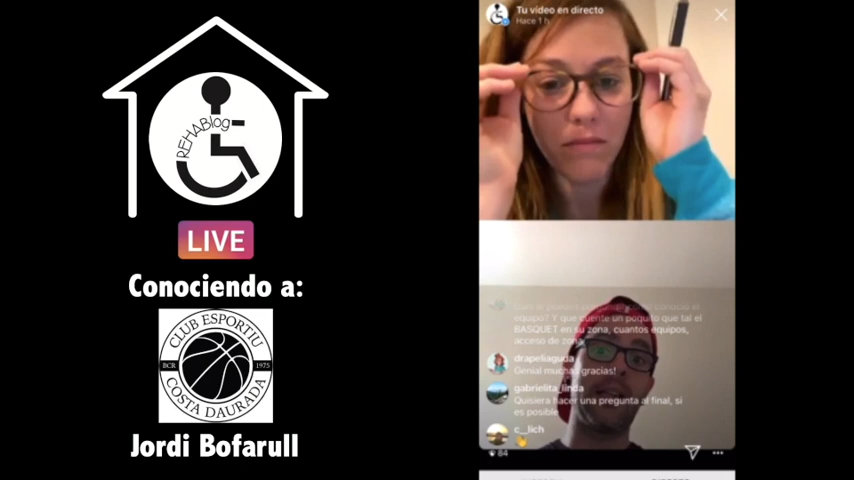 REHABlog
LIVE
Conociendo a:
CLUB ESPORTIU
BCR
1975
COSTA DAURADA
Jordi Bofarull
Tu vídeo en directo
Hace 1 h
equipo? Y que cuente un poquito que tal el
BASQUET en su zona, cuantos equipos,
acceso de zona
drapeliaguda
Genial mucha gracias!
gabrielita_linda
Quisiera hacer una pregunta al final, si
es posible
c__lich
84